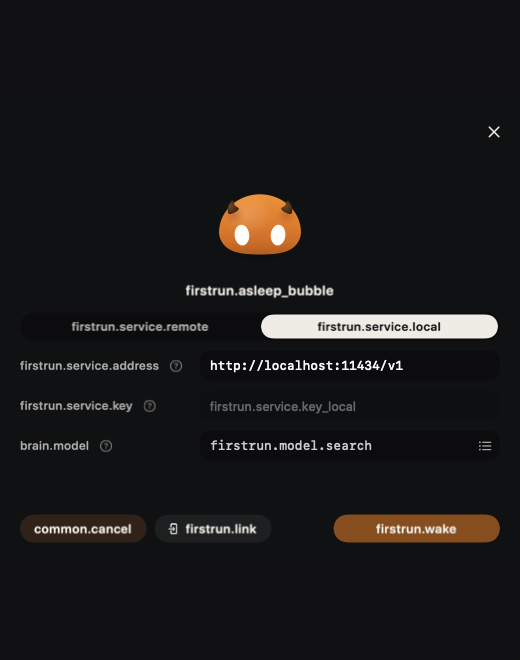 firstrun.asleep_bubble
firstrun.service.remote firstrun.service.local
firstrun.service.address http://localhost:11434/v1
firstrun.service.key firstrun.service.key_local
brain.model firstrun.model.search
common.cancel firstrun.link firstrun.wake